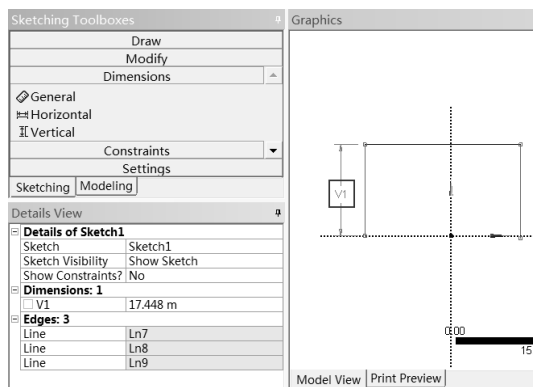 Sketching Toolboxes
Draw
Modify
Dimensions
General
Horizontal
Vertical
Constraints
Settings
Sketching Modeling
Details View
Details of Sketch1
Sketch Sketch1
Sketch Visibility Show Sketch
Show Constraints? No
Dimensions: 1
V1 17.448 m
Edges: 3
Line Ln7
Line Ln8
Line Ln9
Graphics
V1
0.00
15
Model View Print Preview